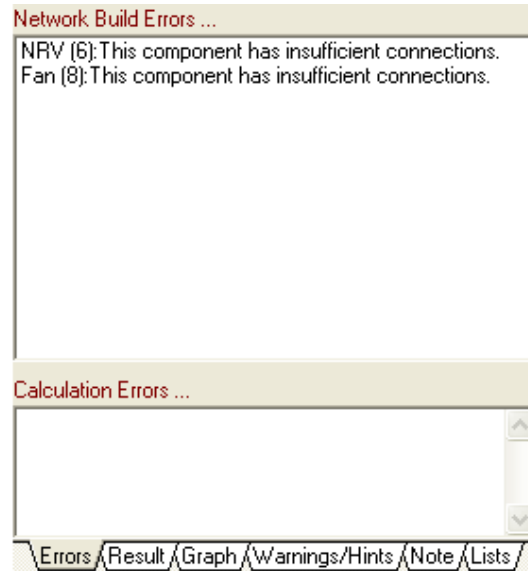 Network Build Errors ...
NRV (6):This component has insufficient connections.
Fan (8):This component has insufficient connections.
Calculation Errors ...
Errors Result Graph Warnings/Hints Note Lists